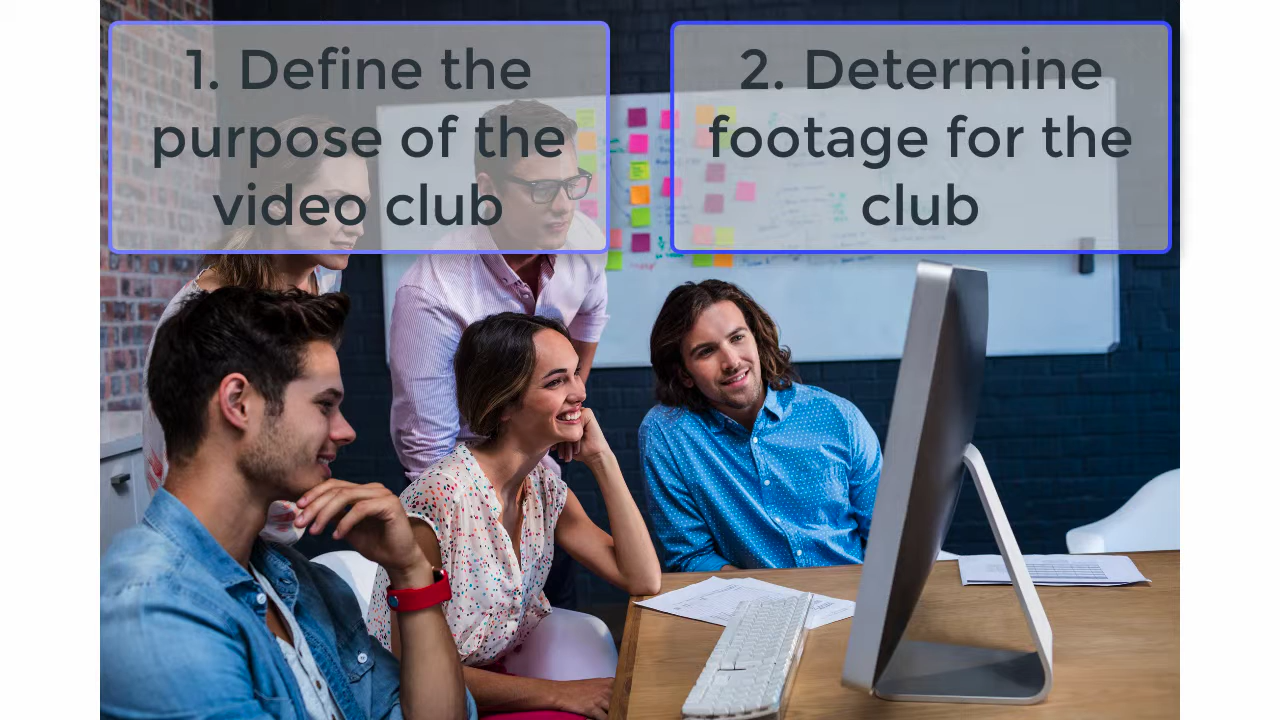 1. Define the
purpose of the
video club
2. Determine
footage for the
club